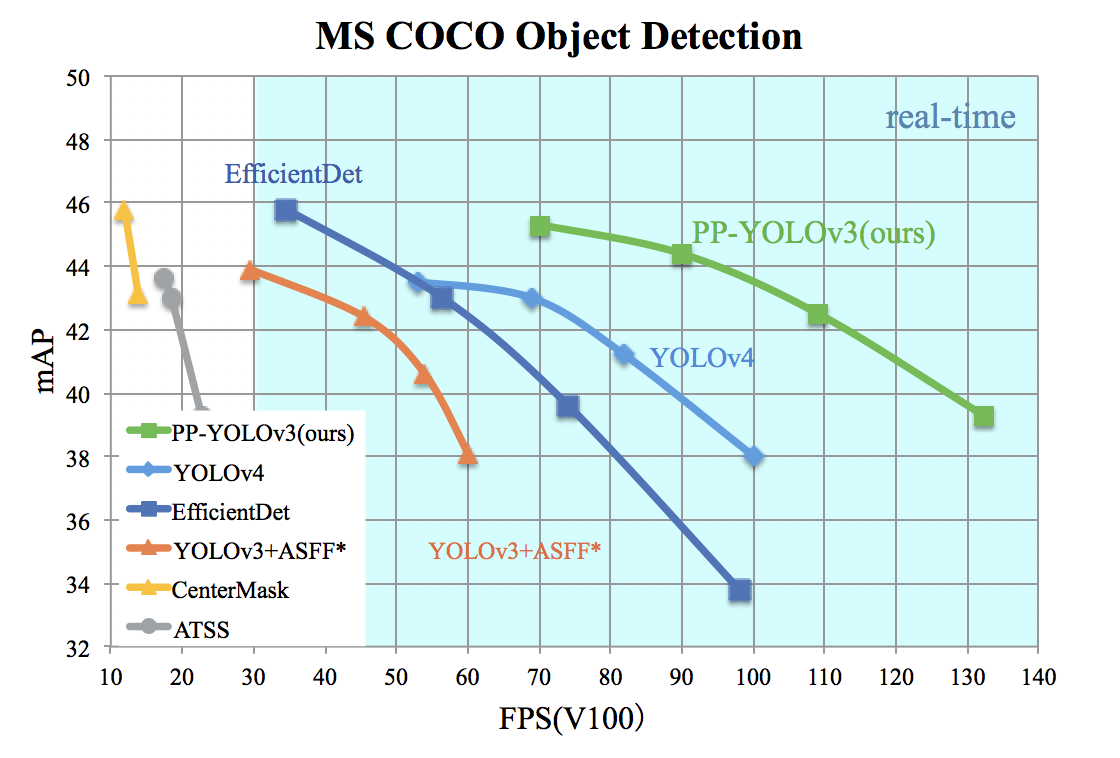 MS COCO Object Detection
50
48
46
44
42
40
38
36
34
32
mAP
real-time
EfficientDet
PP-YOLOv3(ours)
YOLOv4
YOLOv3+ASFF*
PP-YOLOv3(ours)
YOLOv4
EfficientDet
YOLOv3+ASFF*
CenterMask
ATSS
10 20 30 40 50 60 70 80 90 100 110 120 130 140
FPS(V100）